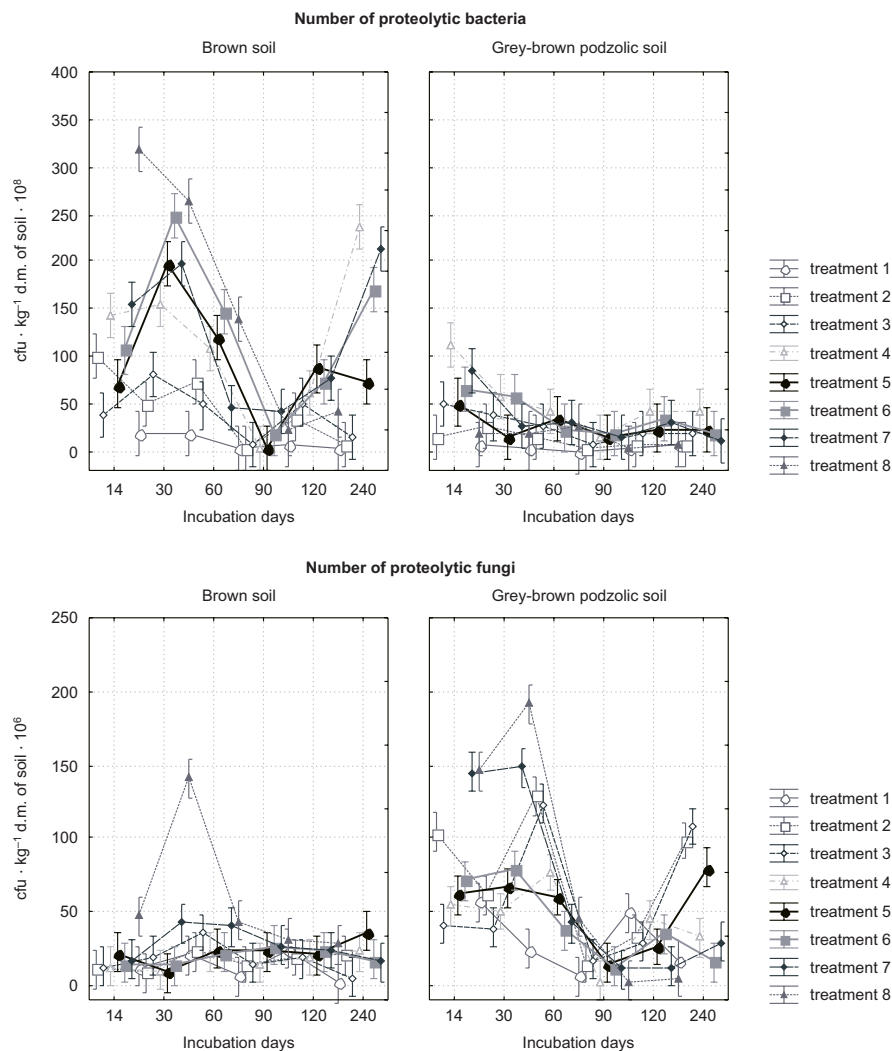 Number of proteolytic bacteria
Brown soil
Grey-brown podzolic soil
cfu · kg⁻¹ d.m. of soil · 10⁸
400
350
300
250
200
150
100
50
0
14 30 60 90 120 240
14 30 60 90 120 240
Incubation days
Incubation days
treatment 1
treatment 2
treatment 3
treatment 4
treatment 5
treatment 6
treatment 7
treatment 8
Number of proteolytic fungi
Brown soil
Grey-brown podzolic soil
cfu · kg⁻¹ d.m. of soil · 10⁶
250
200
150
100
50
0
14 30 60 90 120 240
14 30 60 90 120 240
Incubation days
Incubation days
treatment 1
treatment 2
treatment 3
treatment 4
treatment 5
treatment 6
treatment 7
treatment 8